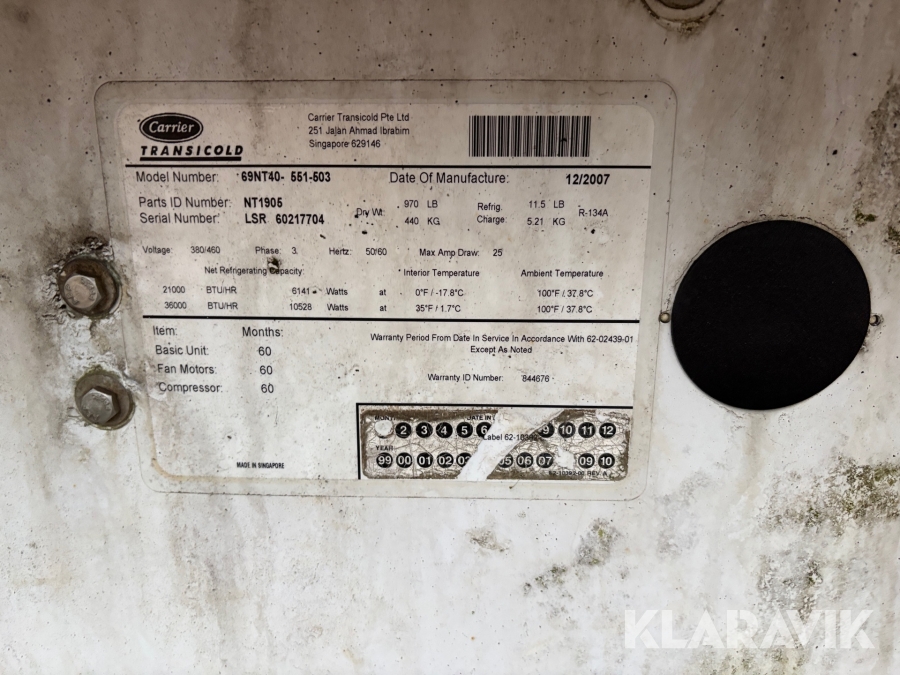 Carrier
TRANSICOLD
Carrier Transicold Pte Ltd
251 Jalan Ahmad Ibrahim
Singapore 629146
Model Number: 69NT40- 551-503 Date Of Manufacture: 12/2007
Parts ID Number: NT1905
Serial Number: LSR 60217704
Dry Wt: 970 LB
440 KG
Refrig. Charge: 11.5 LB
5.21 KG
R-134A
Voltage: 380/460 Phase: 3 Hertz: 50/60 Max Amp Draw: 25
Net Refrigerating Capacity: Interior Temperature Ambient Temperature
21000 BTU/HR 6141 Watts at 0°F / -17.8°C 100°F / 37.8°C
36000 BTU/HR 10528 Watts at 35°F / 1.7°C 100°F / 37.8°C
Item: Months:
Basic Unit: 60
Fan Motors: 60
Compressor: 60
Warranty Period From Date In Service In Accordance With 62-02439-01
Except As Noted
Warranty ID Number: 844676
MADE IN SINGAPORE
MONTH DATE IN
2 3 4 5 6 9 10 11 12
Label
YEAR
99 00 01 02 05 06 07 09 10
REV. A
KLARAVIK